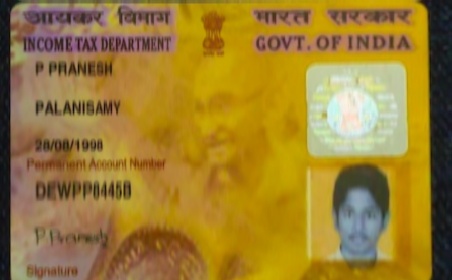 आयकर विभाग भारत सरकार
INCOME TAX DEPARTMENT GOVT. OF INDIA
P PRANESH
PALANISAMY
28/08/1998
Permanent Account Number
DEWPP8445B
P Pranesh
Signature